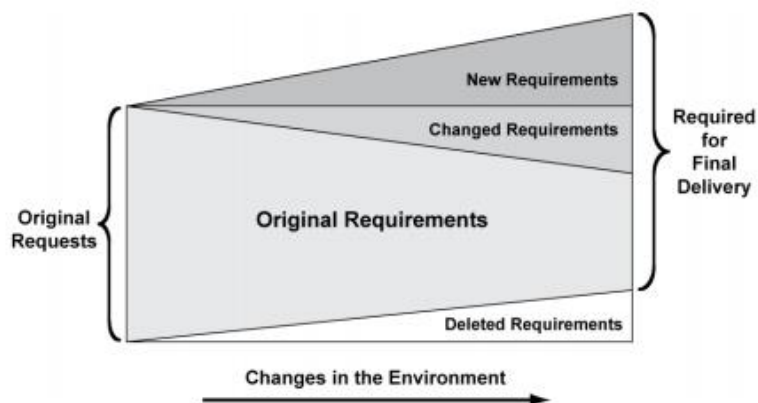 New Requirements
Changed Requirements
Required
for
Final
Delivery
Original
Requests
Original Requirements
Deleted Requirements
Changes in the Environment